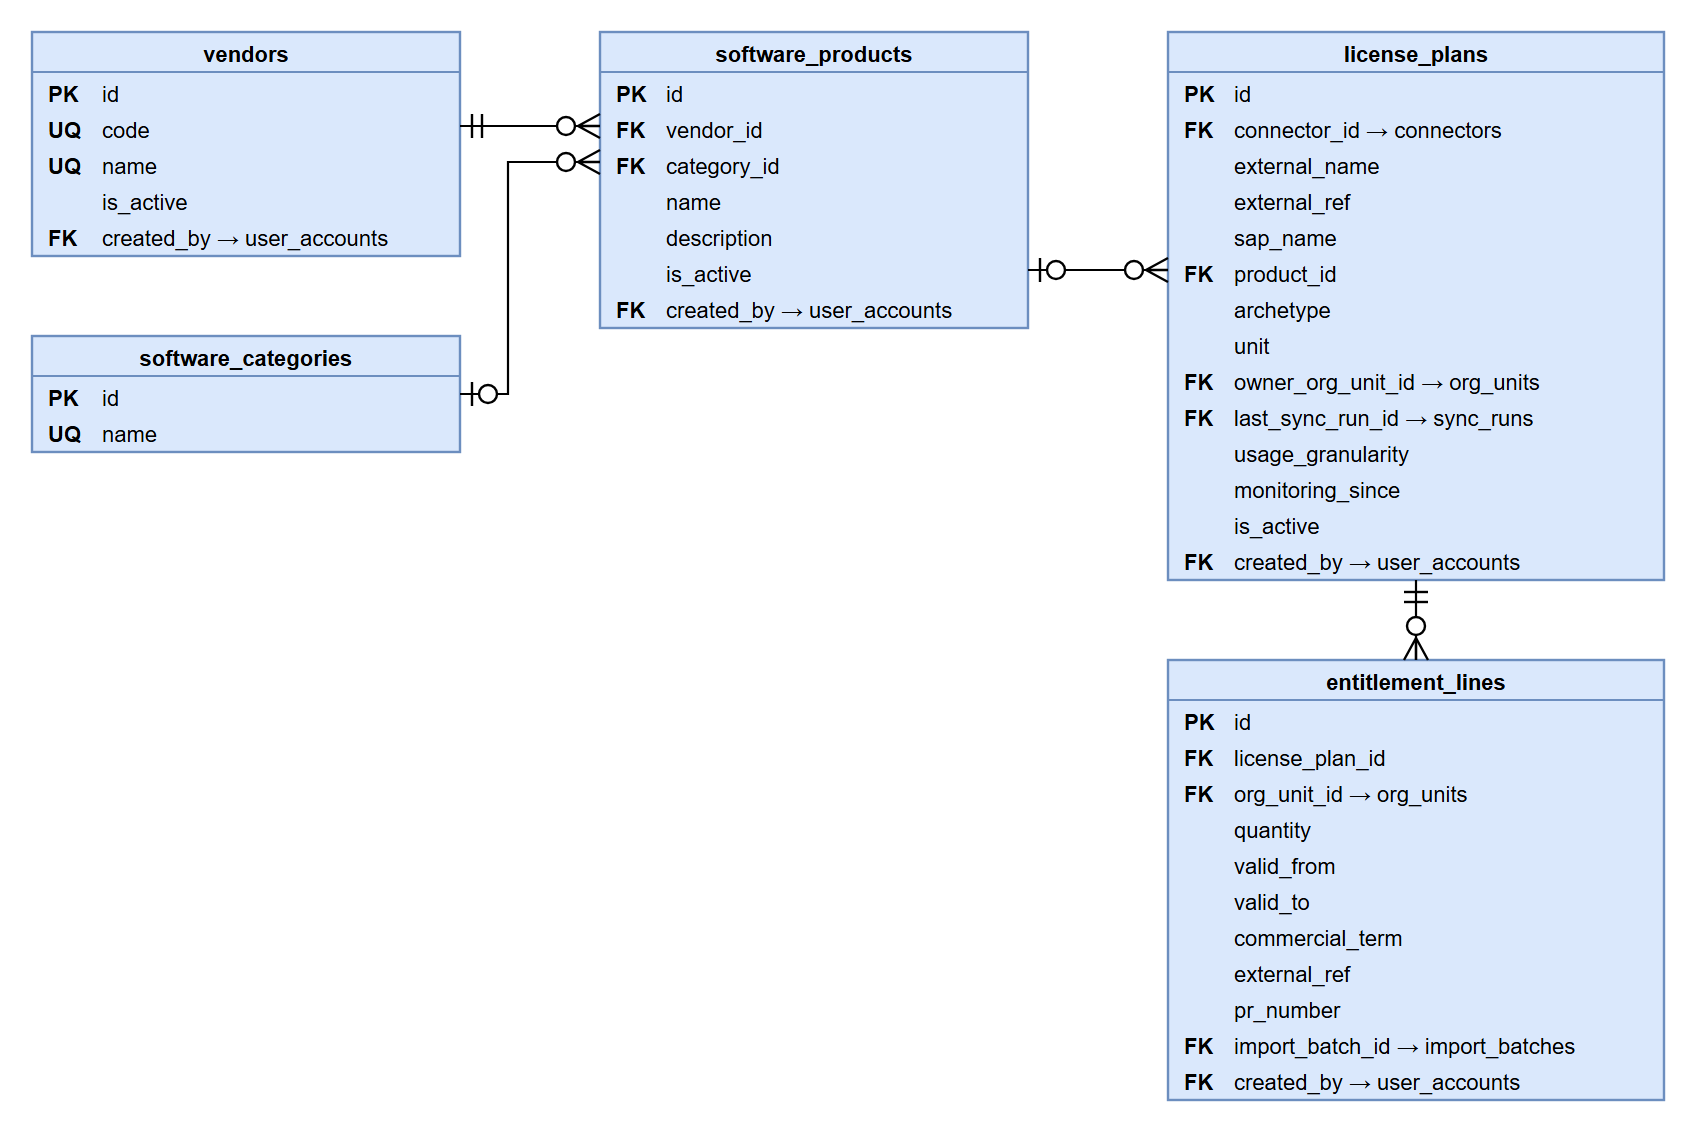 vendors
PK id
UQ code
UQ name
is_active
FK created_by → user_accounts
software_categories
PK id
UQ name
software_products
PK id
FK vendor_id
FK category_id
name
description
is_active
FK created_by → user_accounts
license_plans
PK id
FK connector_id → connectors
external_name
external_ref
sap_name
FK product_id
archetype
unit
FK owner_org_unit_id → org_units
FK last_sync_run_id → sync_runs
usage_granularity
monitoring_since
is_active
FK created_by → user_accounts
entitlement_lines
PK id
FK license_plan_id
FK org_unit_id → org_units
quantity
valid_from
valid_to
commercial_term
external_ref
pr_number
FK import_batch_id → import_batches
FK created_by → user_accounts